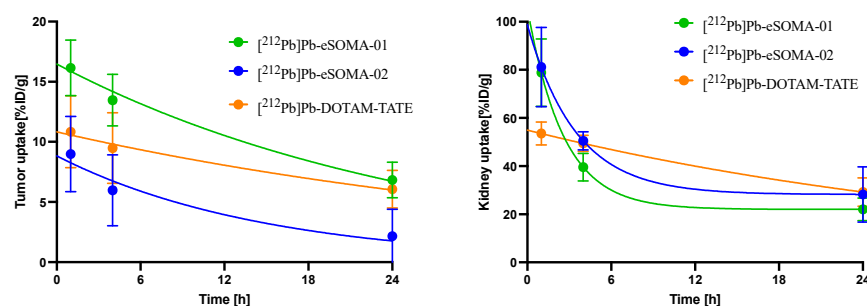 Tumor uptake[%ID/g]
20
15
10
5
0
0 6 12 18 24
Time [h]
[²¹²Pb]Pb-eSOMA-01
[²¹²Pb]Pb-eSOMA-02
[²¹²Pb]Pb-DOTAM-TATE
Kidney uptake[%ID/g]
100
80
60
40
20
0
0 6 12 18 24
Time [h]
[²¹²Pb]Pb-eSOMA-01
[²¹²Pb]Pb-eSOMA-02
[²¹²Pb]Pb-DOTAM-TATE